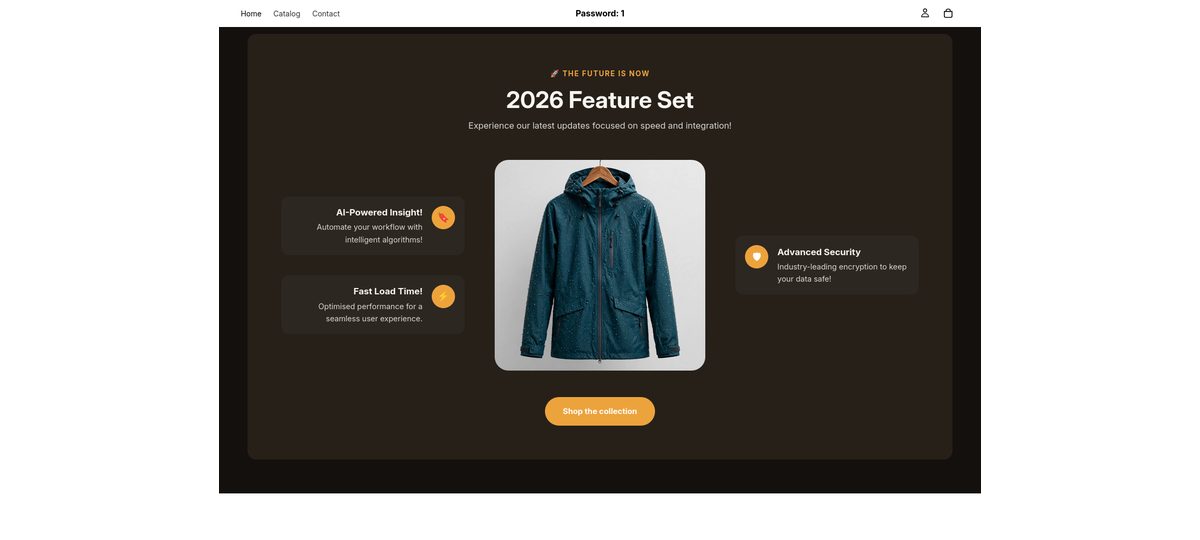 Home
Catalog
Contact
Password: 1
🚀 THE FUTURE IS NOW
2026 Feature Set
Experience our latest updates focused on speed and integration!
AI-Powered Insight!
Automate your workflow with
intelligent algorithms!
Fast Load Time!
Optimised performance for a
seamless user experience.
Advanced Security
Industry-leading encryption to keep
your data safe!
Shop the collection